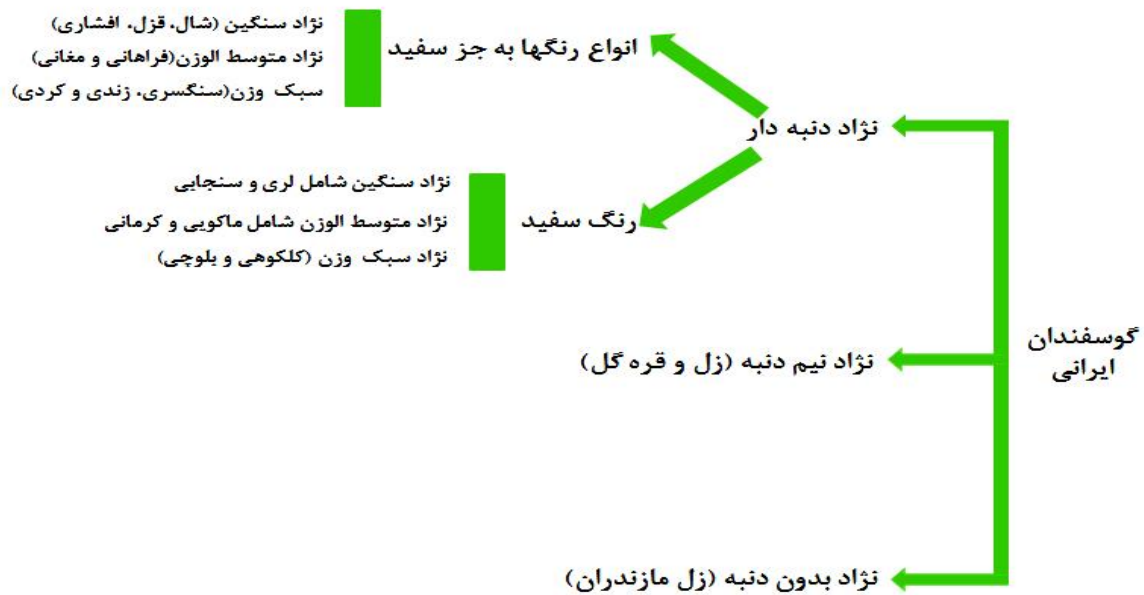 گوسفندان
ایرانی
نژاد دنبه دار
انواع رنگها به جز سفید
نژاد سنگین (شال، قزل، افشاری)
نژاد متوسط الوزن(فراهانی و مغانی)
سبک وزن(سنگسری، زندی و کردی)
رنگ سفید
نژاد سنگین شامل لری و سنجابی
نژاد متوسط الوزن شامل ماکویی و کرمانی
نژاد سبک وزن (کلکوهی و بلوچی)
نژاد نیم دنبه (زل و قره گل)
نژاد بدون دنبه (زل مازندران)